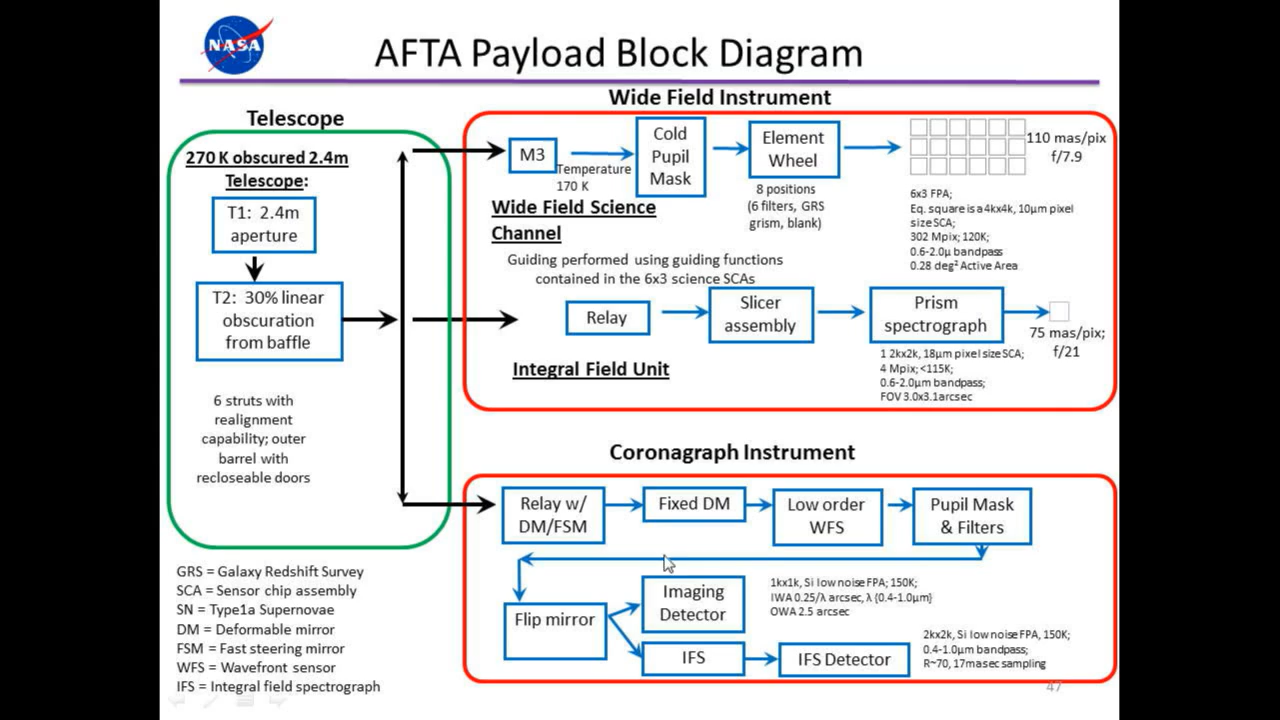 NASA
AFTA Payload Block Diagram
Telescope
270 K obscured 2.4m
Telescope:
T1: 2.4m
aperture
T2: 30% linear
obscuration
from baffle
6 struts with
realignment
capability; outer
barrel with
recloseable doors
GRS = Galaxy Redshift Survey
SCA = Sensor chip assembly
SN = Type1a Supernovae
DM = Deformable mirror
FSM = Fast steering mirror
WFS = Wavefront sensor
IFS = Integral field spectrograph
Wide Field Instrument
M3
Temperature
170 K
Cold
Pupil
Mask
Element
Wheel
8 positions
(6 filters, GRS
grism, blank)
110 mas/pix
f/7.9
6x3 FPA;
Eq. square is a 4kx4k, 10μm pixel
size SCA;
302 Mpix; 120K;
0.6-2.0μ bandpass
0.28 deg² Active Area
Wide Field Science
Channel
Guiding performed using guiding functions
contained in the 6x3 science SCAs
Relay
Slicer
assembly
Prism
spectrograph
75 mas/pix;
f/21
1 2kx2k, 18μm pixel size SCA;
4 Mpix; <115K;
0.6-2.0μm bandpass;
FOV 3.0x3.1arcsec
Integral Field Unit
Coronagraph Instrument
Relay w/
DM/FSM
Fixed DM
Low order
WFS
Pupil Mask
& Filters
Flip mirror
Imaging
Detector
1kx1k, Si low noise FPA; 150K;
IWA 0.25/λ arcsec, λ {0.4-1.0μm}
OWA 2.5 arcsec
IFS
IFS Detector
2kx2k, Si low noise FPA, 150K;
0.4-1.0μm bandpass;
R~70, 17masec sampling
47